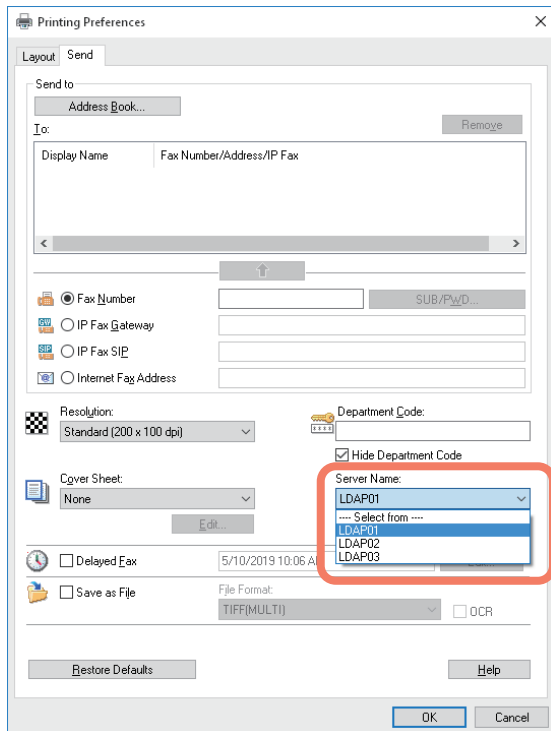 Printing Preferences
Layout Send
Send to
Address Book...
To:
Remove
Display Name Fax Number/Address/IP Fax
Fax Number
SUB/PWD...
IP Fax Gateway
IP Fax SIP
Internet Fax Address
Resolution:
Standard (200 x 100 dpi)
Department Code:
Hide Department Code
Cover Sheet:
None
Edit...
Server Name:
LDAP01
---- Select from ----
LDAP01
LDAP02
LDAP03
Delayed Fax
5/10/2019 10:06 A
Save as File
File Format:
TIFF(MULTI)
OCR
Restore Defaults
Help
OK
Cancel